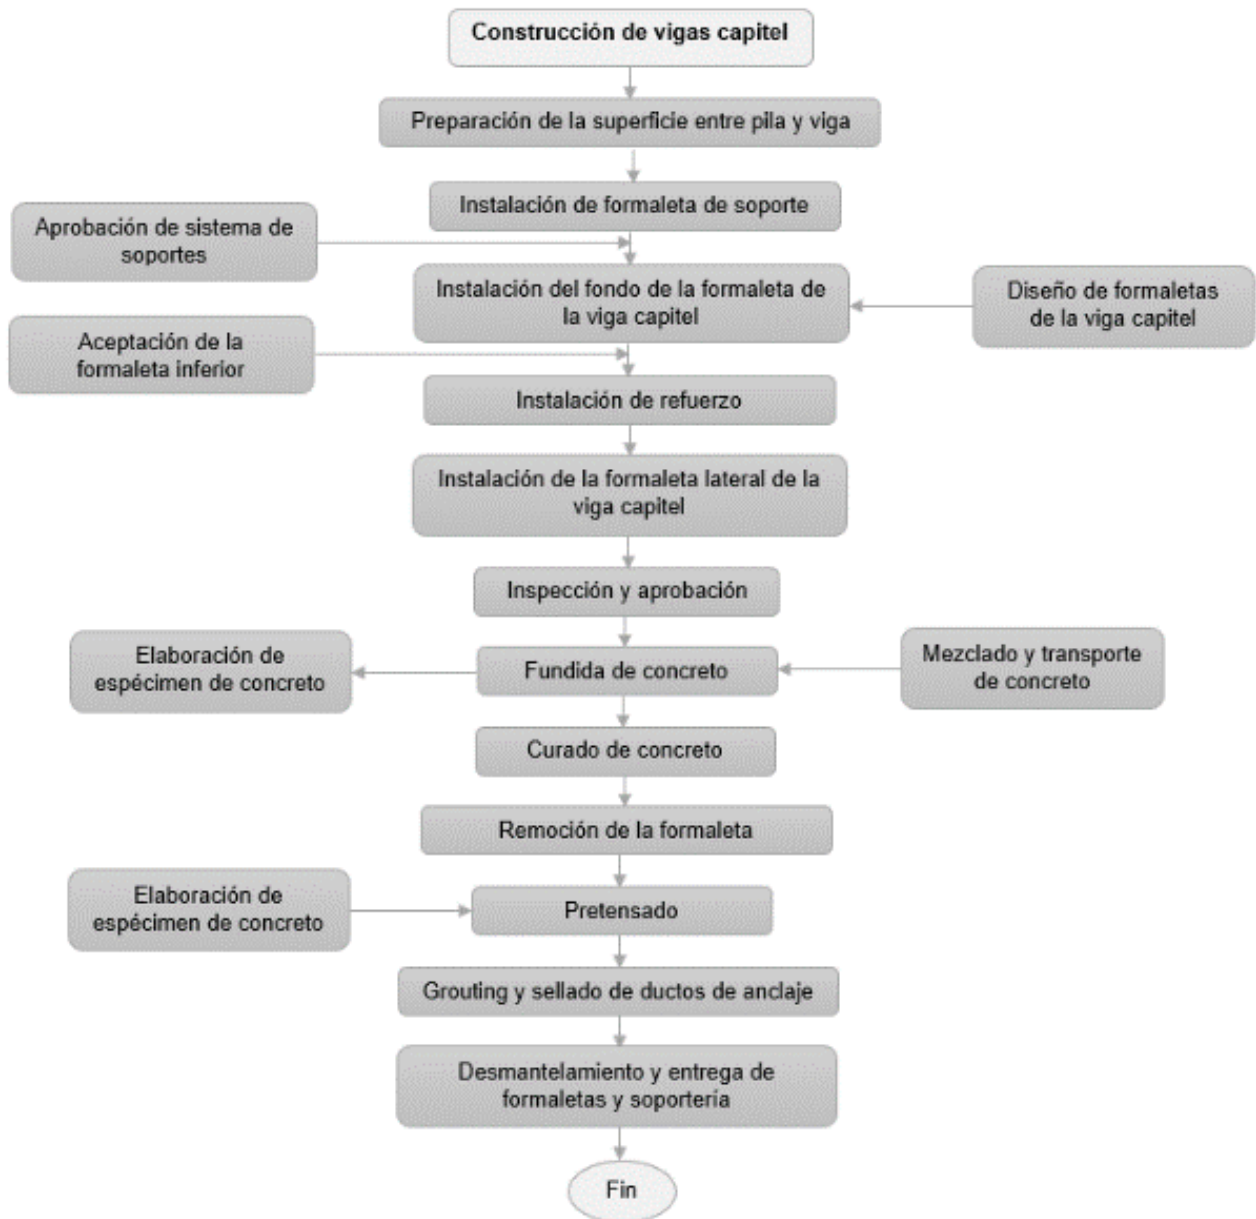 Construcción de vigas capitel
Preparación de la superficie entre pila y viga
Instalación de formaleta de soporte
Aprobación de sistema de
soportes
Instalación del fondo de la formaleta de
la viga capitel
Diseño de formaletas
de la viga capitel
Aceptación de la
formaleta inferior
Instalación de refuerzo
Instalación de la formaleta lateral de la
viga capitel
Inspección y aprobación
Elaboración de
espécimen de concreto
Fundida de concreto
Mezclado y transporte
de concreto
Curado de concreto
Remoción de la formaleta
Elaboración de
espécimen de concreto
Pretensado
Grouting y sellado de ductos de anclaje
Desmantelamiento y entrega de
formaletas y soportería
Fin